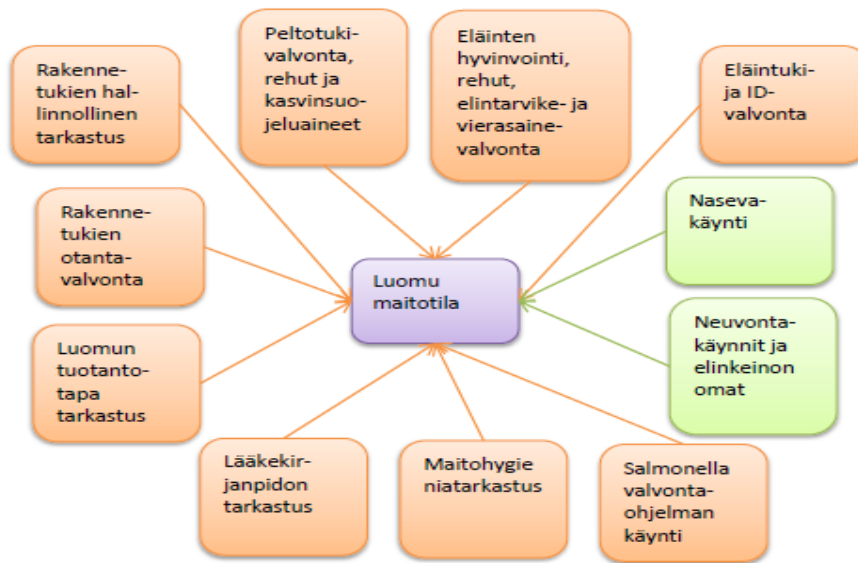 Rakenne-
tukien hal-
linnollinen
tarkastus
Peltotuki-
valvonta,
rehut ja
kasvinsuo-
jeluaineet
Eläinten
hyvinvointi,
rehut,
elintarvike- ja
vierasaine-
valvonta
Eläintuki-
ja ID-
valvonta
Rakenne-
tukien
otanta-
valvonta
Naseva-
käynti
Luomu
maitotila
Luomun
tuotanto-
tapa
tarkastus
Neuvonta-
käynnit ja
elinkeinon
omat
Lääkekir-
janpidon
tarkastus
Maitohygie
niatarkastus
Salmonella
valvonta-
ohjelman
käynti